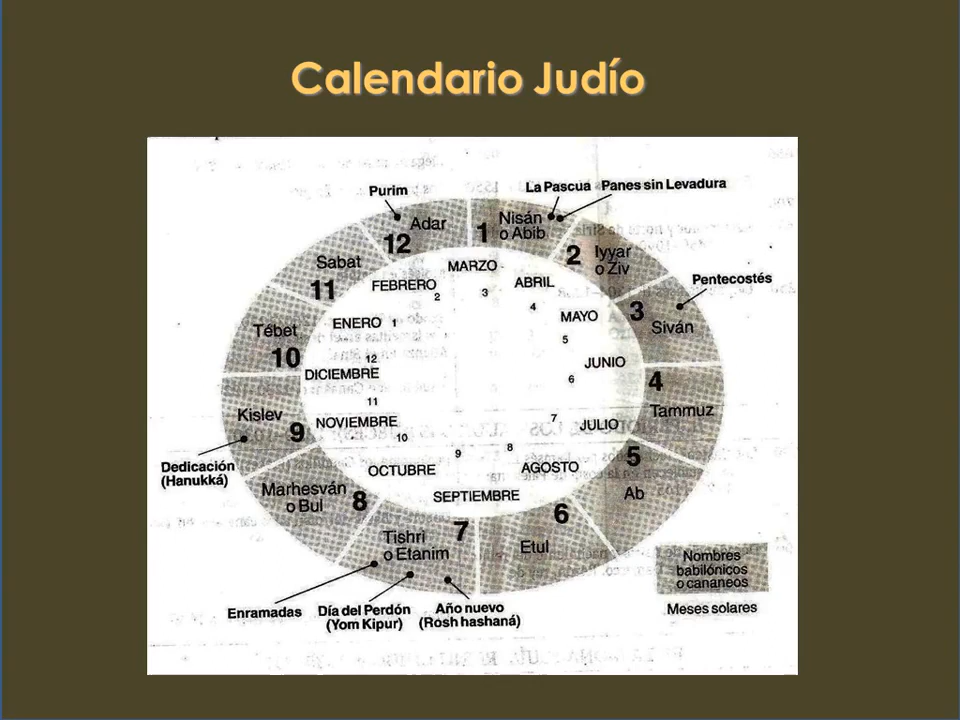 Calendario Judío
Purim
La Pascua
Panes sin Levadura
Pentecostés
1
Nisán
o Abib
2
Iyyar
o Ziv
3
Siván
4
Tammuz
5
Ab
6
Etul
7
Tishri
o Etanim
8
Marhesván
o Bul
9
Kislev
10
Tébet
11
Sabat
12
Adar
MARZO
3
ABRIL
4
MAYO
5
JUNIO
6
JULIO
7
AGOSTO
8
SEPTIEMBRE
9
OCTUBRE
10
NOVIEMBRE
11
DICIEMBRE
12
ENERO 1
FEBRERO
2
Dedicación
(Hanukká)
Enramadas
Día del Perdón
(Yom Kipur)
Año nuevo
(Rosh hashaná)
Nombres
babilónicos
o cananeos
Meses solares